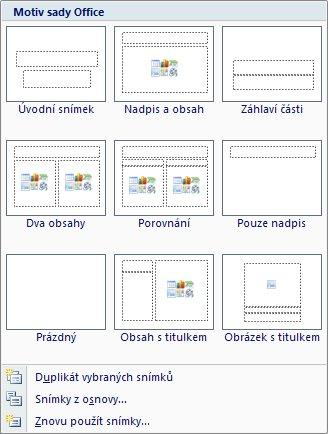 Motiv sady Office
Úvodní snímek
Nadpis a obsah
Záhlaví části
Dva obsahy
Porovnání
Pouze nadpis
Prázdný
Obsah s titulkem
Obrázek s titulkem
Duplikát vybraných snímků
Snímky z osnovy...
Znovu použít snímky...